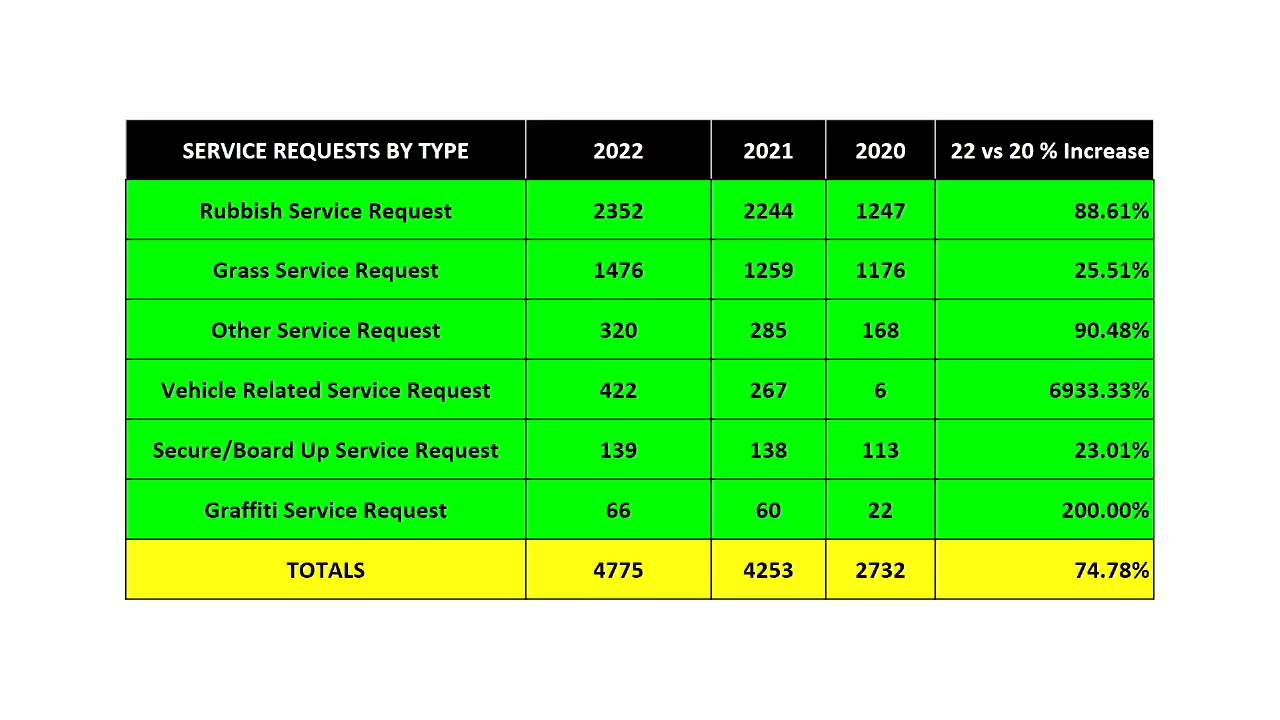 SERVICE REQUESTS BY TYPE 2022 2021 2020 22 vs 20 % Increase
Rubbish Service Request 2352 2244 1247 88.61%
Grass Service Request 1476 1259 1176 25.51%
Other Service Request 320 285 168 90.48%
Vehicle Related Service Request 422 267 6 6933.33%
Secure/Board Up Service Request 139 138 113 23.01%
Graffiti Service Request 66 60 22 200.00%
TOTALS 4775 4253 2732 74.78%